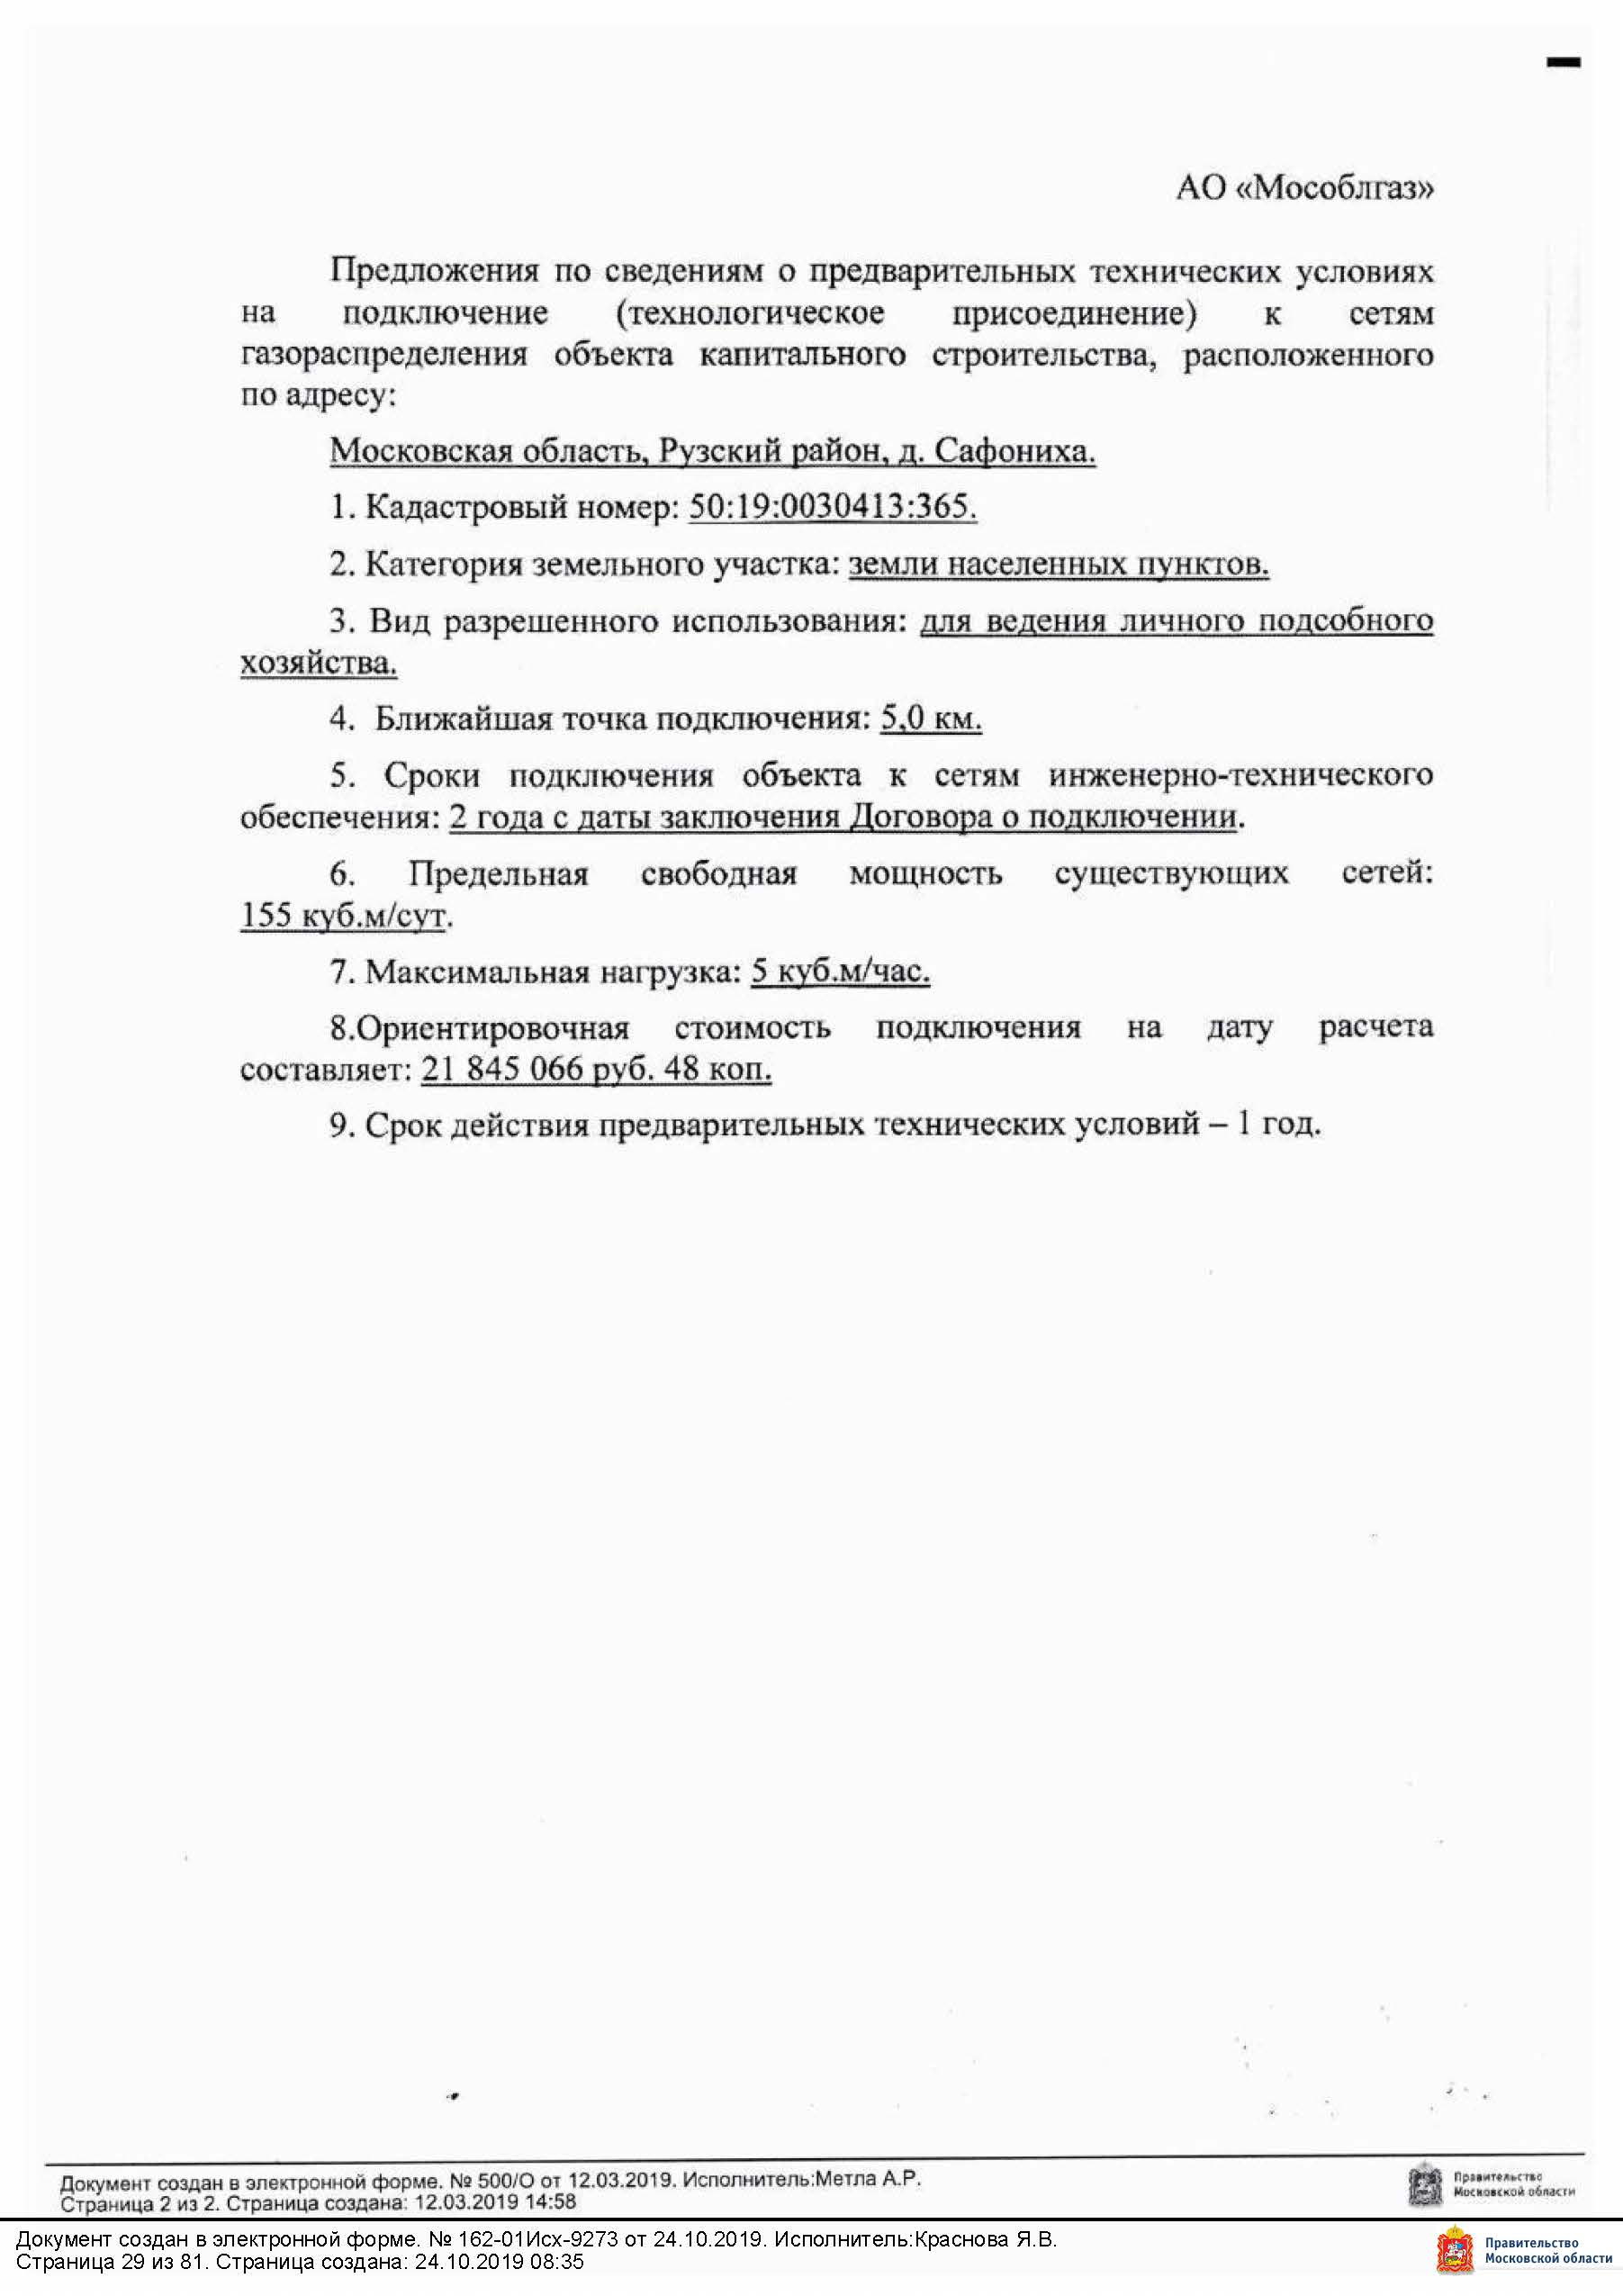 АО «Мособлгаз»
Предложения по сведениям о предварительных технических условиях
на подключение (технологическое присоединение) к сетям
газораспределения объекта капитального строительства, расположенного
по адресу:
Московская область, Рузский район, д. Сафониха.
1. Кадастровый номер: 50:19:0030413:365.
2. Категория земельного участка: земли населенных пунктов.
3. Вид разрешенного использования: для ведения личного подсобного
хозяйства.
4. Ближайшая точка подключения: 5,0 км.
5. Сроки подключения объекта к сетям инженерно-технического
обеспечения: 2 года с даты заключения Договора о подключении.
6. Предельная свободная мощность существующих сетей:
155 куб.м/сут.
7. Максимальная нагрузка: 5 куб.м/час.
8.Ориентировочная стоимость подключения на дату расчета
составляет: 21 845 066 руб. 48 коп.
9. Срок действия предварительных технических условий – 1 год.
Документ создан в электронной форме. № 500/О от 12.03.2019. Исполнитель:Метла А.Р.
Страница 2 из 2. Страница создана: 12.03.2019 14:58
Правительство
Московской области
Документ создан в электронной форме. № 162-01Исх-9273 от 24.10.2019. Исполнитель:Краснова Я.В.
Страница 29 из 81. Страница создана: 24.10.2019 08:35
Правительство
Московской области